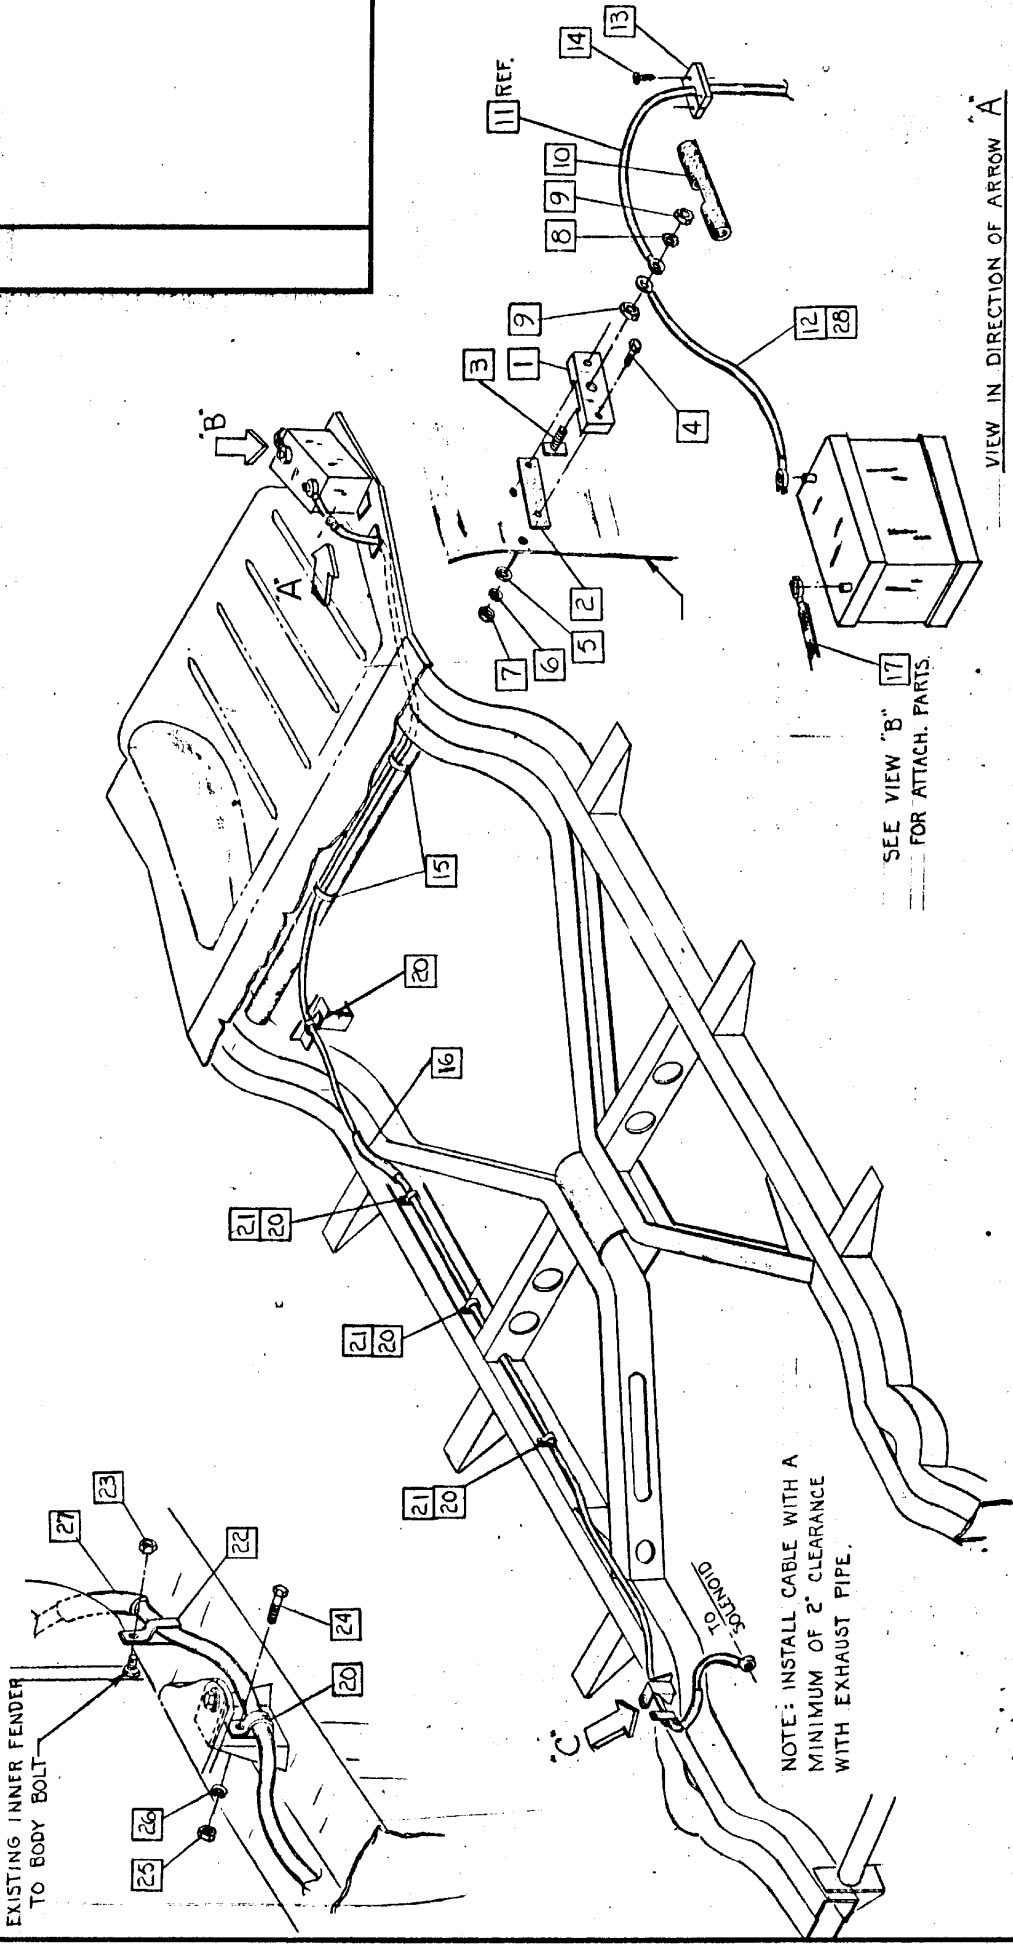 EXISTING INNER FENDER
TO BODY BOLT
27
23
22
24
20
26
25
21
20
21
20
21
20
16
20
15
"A"
"B"
"C"
TO
SOLENOID
NOTE: INSTALL CABLE WITH A
MINIMUM OF 2" CLEARANCE
WITH EXHAUST PIPE.
13
14
11 REF.
10
9
8
9
1
3
4
12
28
2
5
6
7
17
SEE VIEW "B"
FOR ATTACH. PARTS
VIEW IN DIRECTION OF ARROW "A"